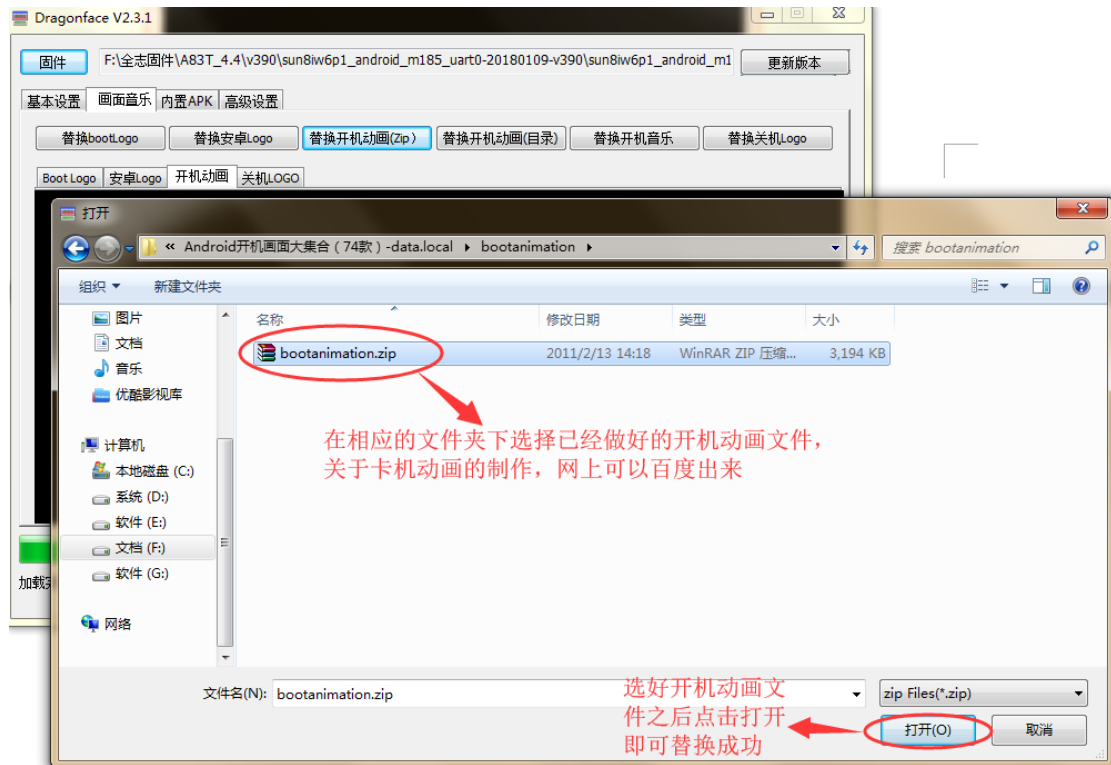 Dragonface V2.3.1
固件
F:\全志固件\A83T_4.4\v390\sun8iw6p1_android_m185_uart0-20180109-v390\sun8iw6p1_android_m1
更新版本
基本设置 画面音乐 内置APK 高级设置
替换bootLogo 替换安卓Logo 替换开机动画(Zip) 替换开机动画(目录) 替换开机音乐 替换关机Logo
Boot Logo 安卓Logo 开机动画 关机LOGO
打开
« Android开机画面大集合(74款)-data.local bootanimation
搜索 bootanimation
组织 新建文件夹
图片
文档
音乐
优酷影视库
计算机
本地磁盘 (C:)
系统 (D:)
软件 (E:)
文档 (F:)
软件 (G:)
网络
名称 修改日期 类型 大小
bootanimation.zip 2011/2/13 14:18 WinRAR ZIP 压缩... 3,194 KB
在相应的文件夹下选择已经做好的开机动画文件,
关于卡机动画的制作,网上可以百度出来
加载
文件名(N): bootanimation.zip
zip Files(*.zip)
选好开机动画文
件之后点击打开
即可替换成功
打开(O) 取消